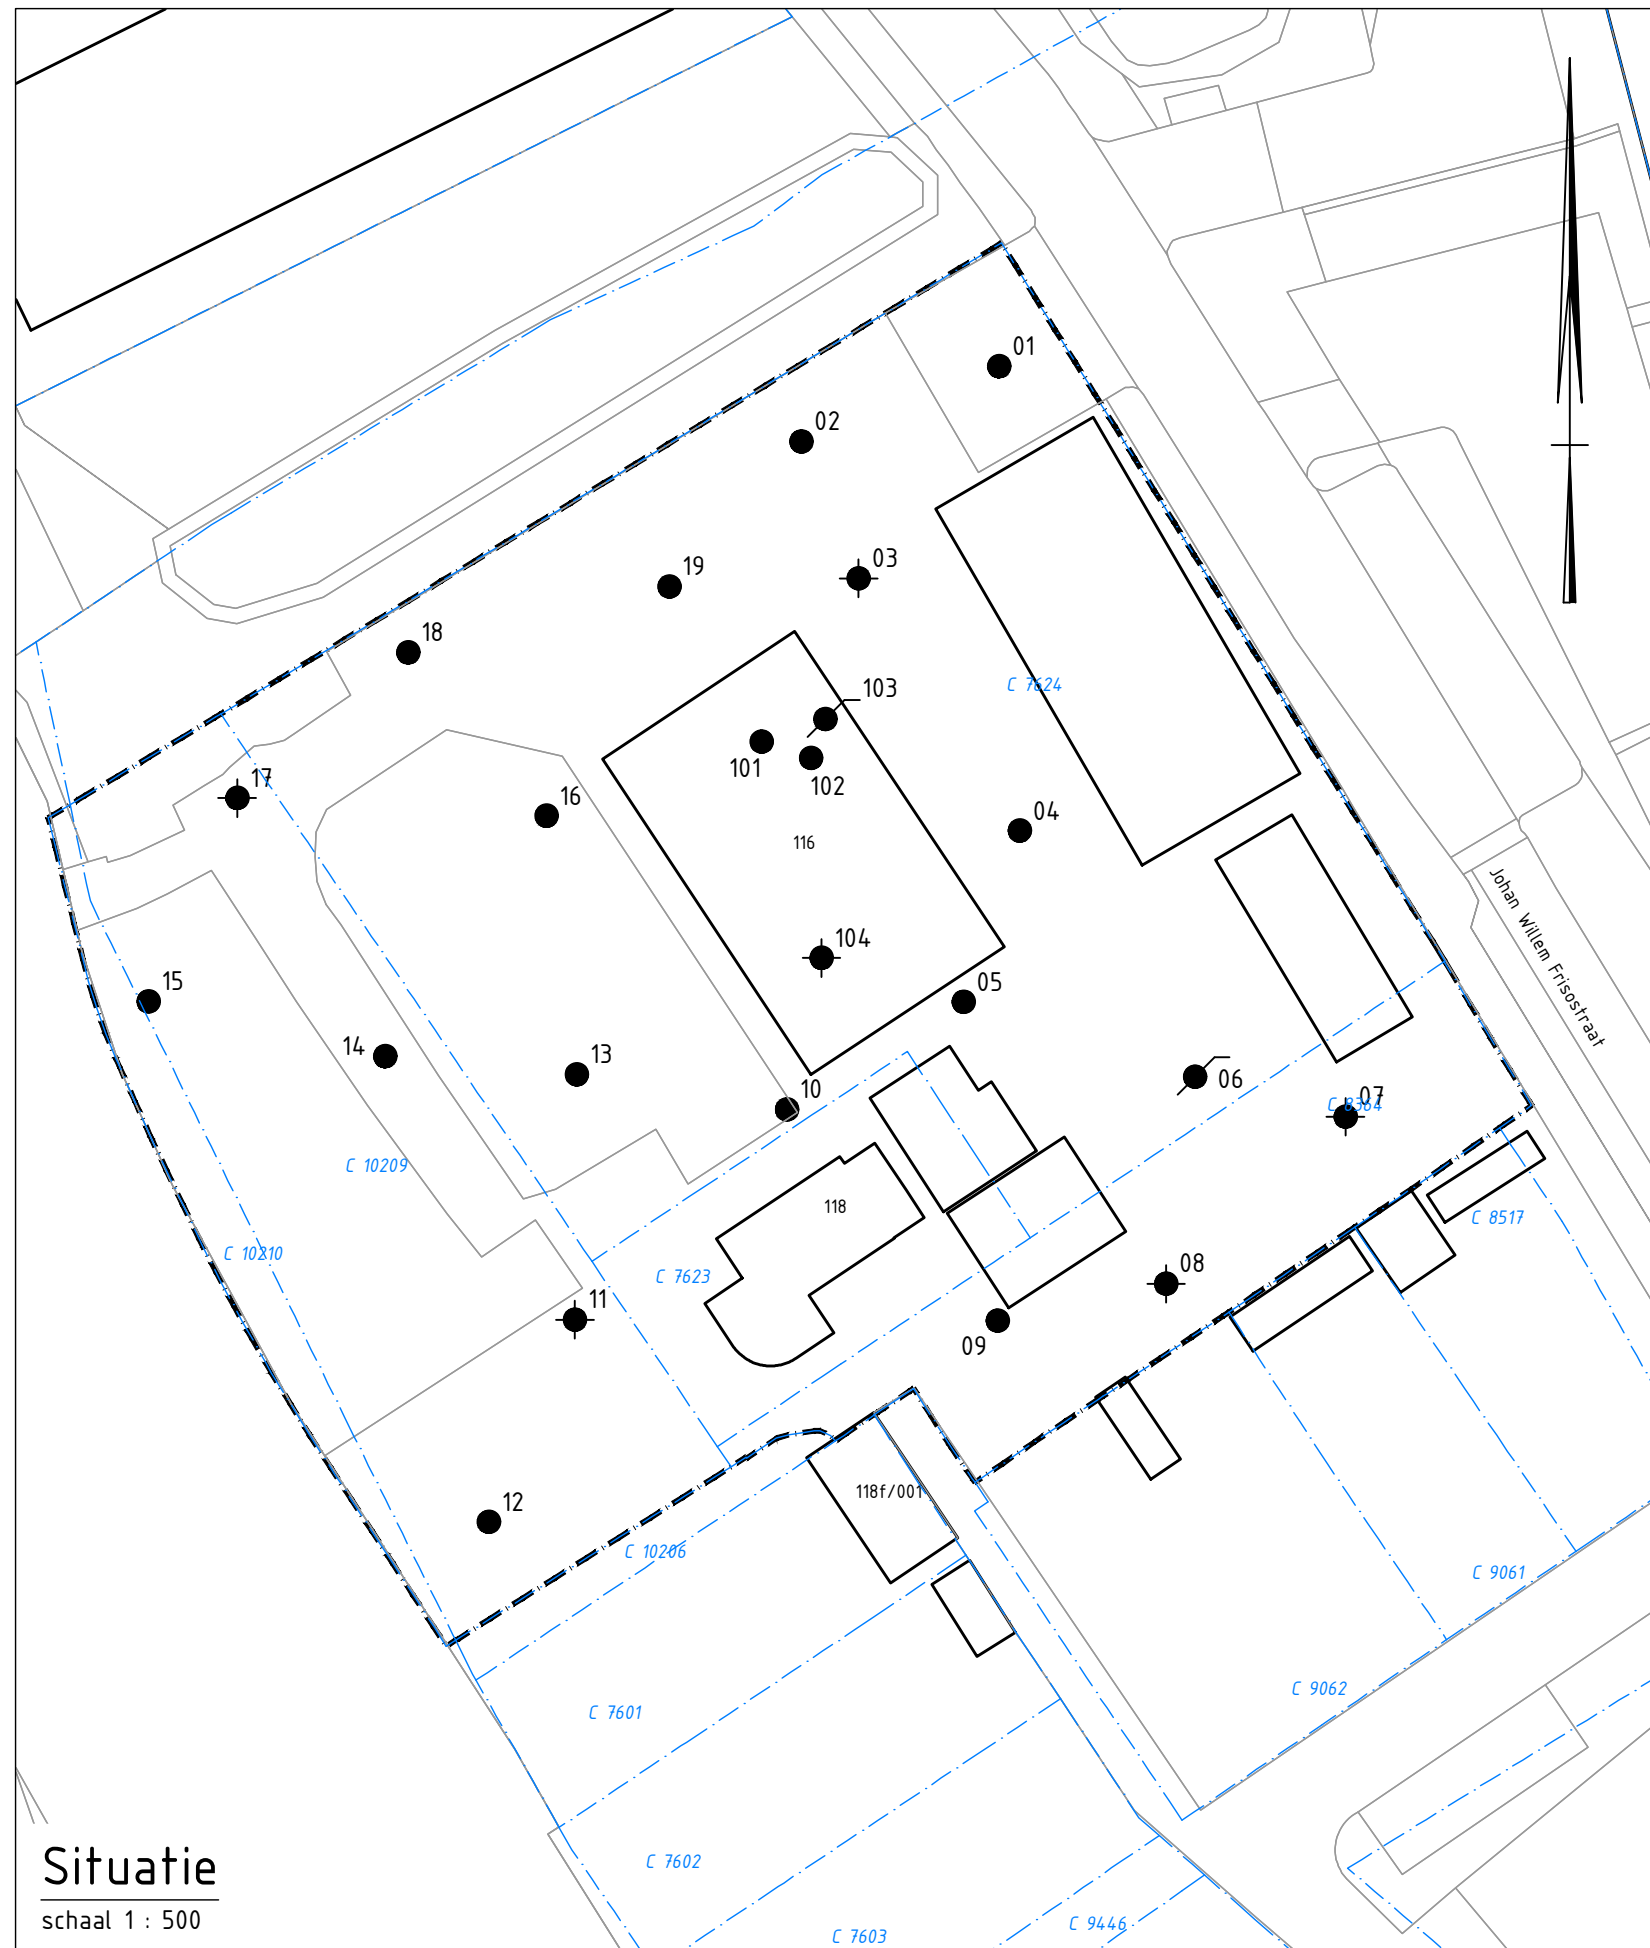 01
02
03
19
18
C 7624
103
101
102
17
16
04
116
Johan Willem Frisostraat
104
15
05
14
13
06
10
07
C 8364
C 10209
118
C 8517
C 10210
C 7623
08
11
09
118f/001
12
C 10206
C 9061
C 9062
C 7601
Situatie
C 7602
schaal 1 : 500
C 9446
C 7603